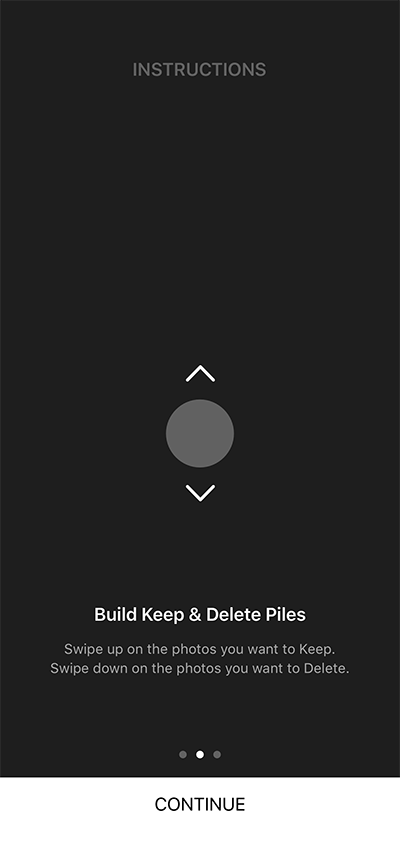 INSTRUCTIONS
Build Keep & Delete Piles
Swipe up on the photos you want to Keep.
Swipe down on the photos you want to Delete.
CONTINUE